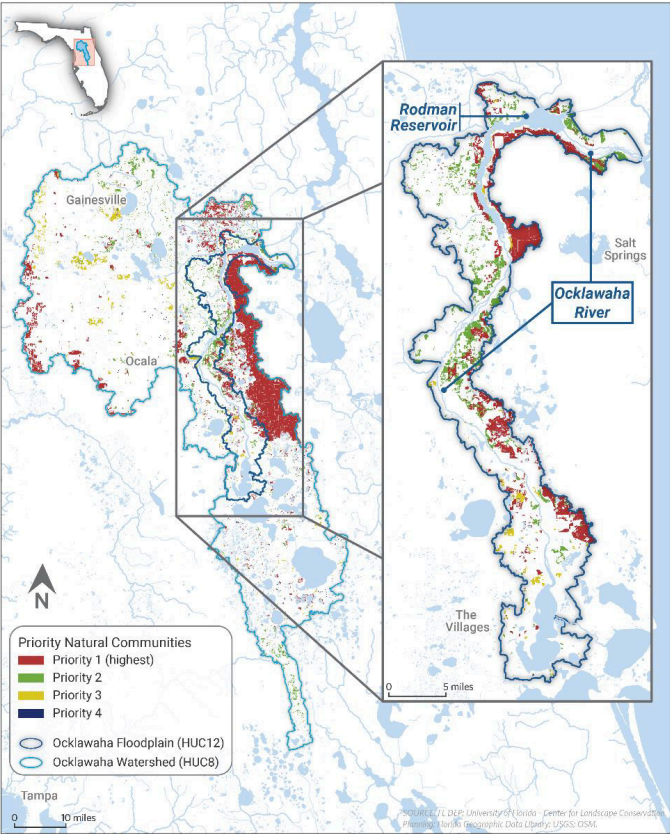 Rodman
Reservoir
Gainesville
Salt
Springs
Ocklawaha
River
Ocala
N
The
Villages
Priority Natural Communities
Priority 1 (highest)
Priority 2
Priority 3
Priority 4
Ocklawaha Floodplain (HUC12)
Ocklawaha Watershed (HUC8)
0 5 miles
Tampa
0 10 miles
SOURCE: FL DEP; University of Florida - Center for Landscape Conservation
Planning; Florida Geographic Data Library; USGS; OSM.